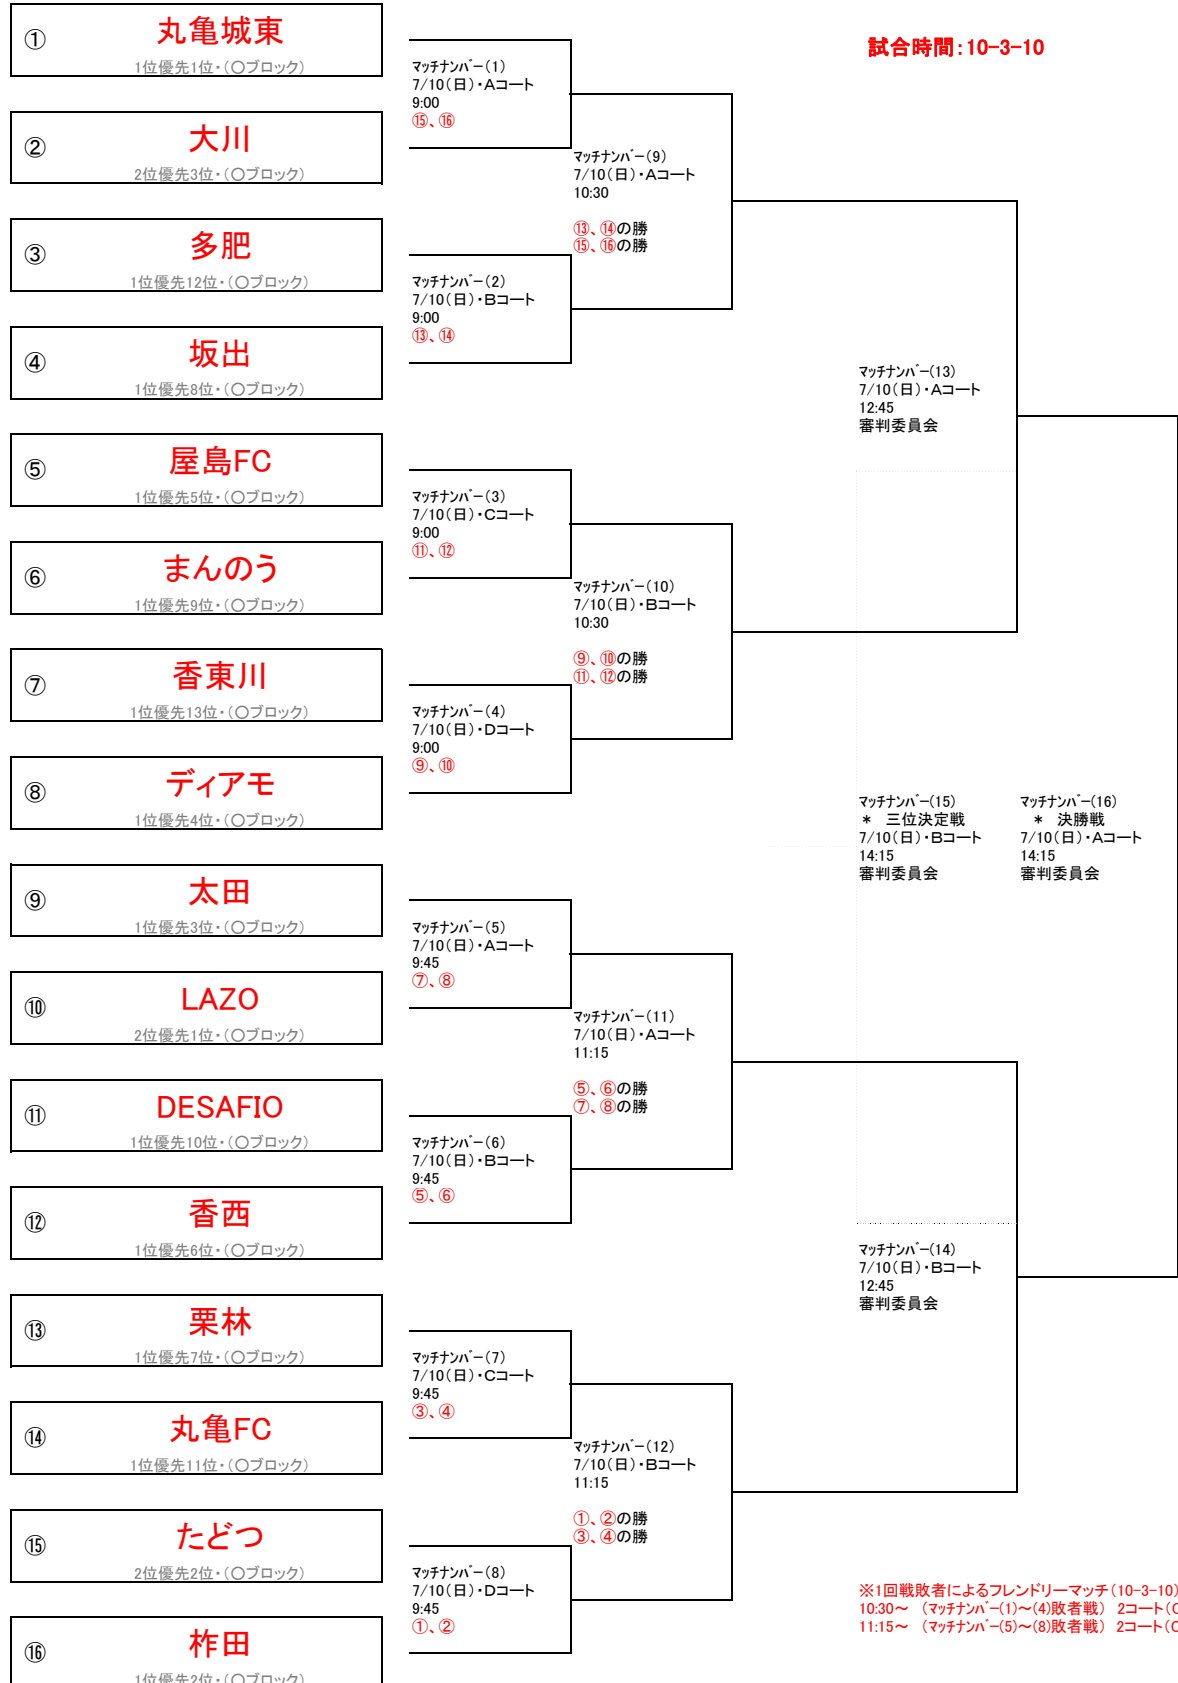 試合時間：10-3-10
① 丸亀城東
1位優先1位・(〇ブロック)
② 大川
2位優先3位・(〇ブロック)
③ 多肥
1位優先12位・(〇ブロック)
④ 坂出
1位優先8位・(〇ブロック)
⑤ 屋島FC
1位優先5位・(〇ブロック)
⑥ まんのう
1位優先9位・(〇ブロック)
⑦ 香東川
1位優先13位・(〇ブロック)
⑧ ディアモ
1位優先4位・(〇ブロック)
⑨ 太田
1位優先3位・(〇ブロック)
⑩ LAZO
2位優先1位・(〇ブロック)
⑪ DESAFIO
1位優先10位・(〇ブロック)
⑫ 香西
1位優先6位・(〇ブロック)
⑬ 栗林
1位優先7位・(〇ブロック)
⑭ 丸亀FC
1位優先11位・(〇ブロック)
⑮ たどつ
2位優先2位・(〇ブロック)
⑯ 柞田
1位優先2位・(〇ブロック)
マッチナンバー(1)
7/10(日)・Aコート
9:00
⑮、⑯
マッチナンバー(2)
7/10(日)・Bコート
9:00
⑬、⑭
マッチナンバー(3)
7/10(日)・Cコート
9:00
⑪、⑫
マッチナンバー(4)
7/10(日)・Dコート
9:00
⑨、⑩
マッチナンバー(5)
7/10(日)・Aコート
9:45
⑦、⑧
マッチナンバー(6)
7/10(日)・Bコート
9:45
⑤、⑥
マッチナンバー(7)
7/10(日)・Cコート
9:45
③、④
マッチナンバー(8)
7/10(日)・Dコート
9:45
①、②
マッチナンバー(9)
7/10(日)・Aコート
10:30
⑬、⑭の勝
⑮、⑯の勝
マッチナンバー(10)
7/10(日)・Bコート
10:30
⑨、⑩の勝
⑪、⑫の勝
マッチナンバー(11)
7/10(日)・Aコート
11:15
⑤、⑥の勝
⑦、⑧の勝
マッチナンバー(12)
7/10(日)・Bコート
11:15
①、②の勝
③、④の勝
マッチナンバー(13)
7/10(日)・Aコート
12:45
審判委員会
マッチナンバー(15)
* 三位決定戦
7/10(日)・Bコート
14:15
審判委員会
マッチナンバー(16)
* 決勝戦
7/10(日)・Aコート
14:15
審判委員会
マッチナンバー(14)
7/10(日)・Bコート
12:45
審判委員会
※1回戦敗者によるフレンドリーマッチ(10-3-10)
10:30～ (マッチナンバー(1)～(4)敗者戦) 2コート(
11:15～ (マッチナンバー(5)～(8)敗者戦) 2コート(